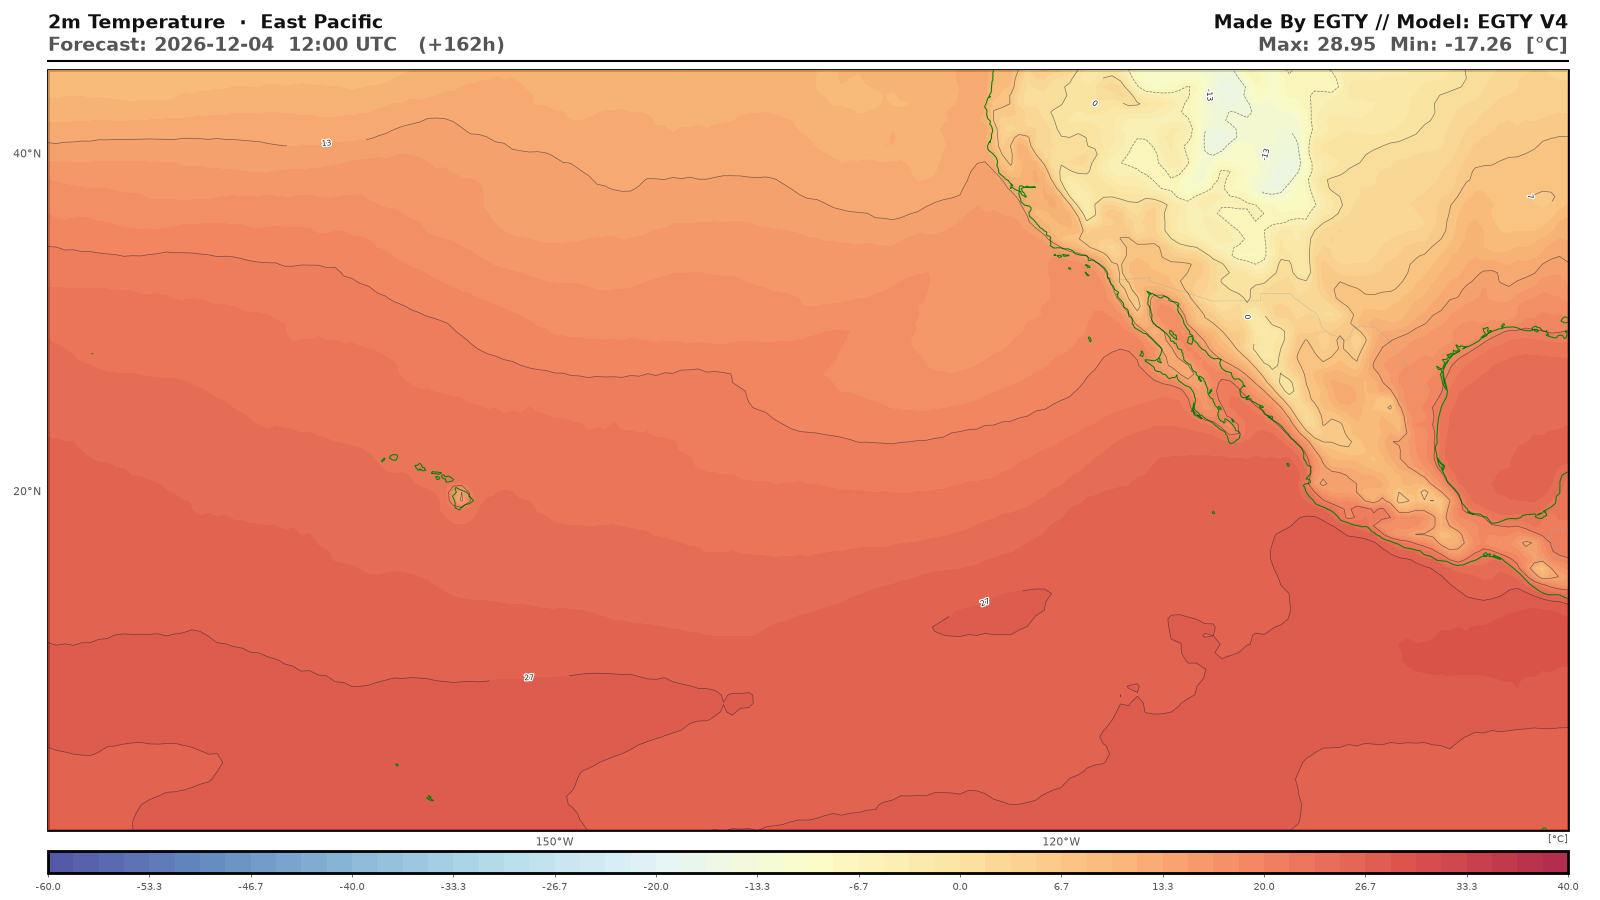 2m Temperature · East Pacific
Made By EGTY // Model: EGTY V4
Forecast: 2026-12-04 12:00 UTC (+162h)
Max: 28.95 Min: -17.26 [°C]
0
-13
40°N
13
-13
7
0
20°N
27
27
150°W
120°W
[°C]
-60.0
-53.3
-46.7
-40.0
-33.3
-26.7
-20.0
-13.3
-6.7
0.0
6.7
13.3
20.0
26.7
33.3
40.0